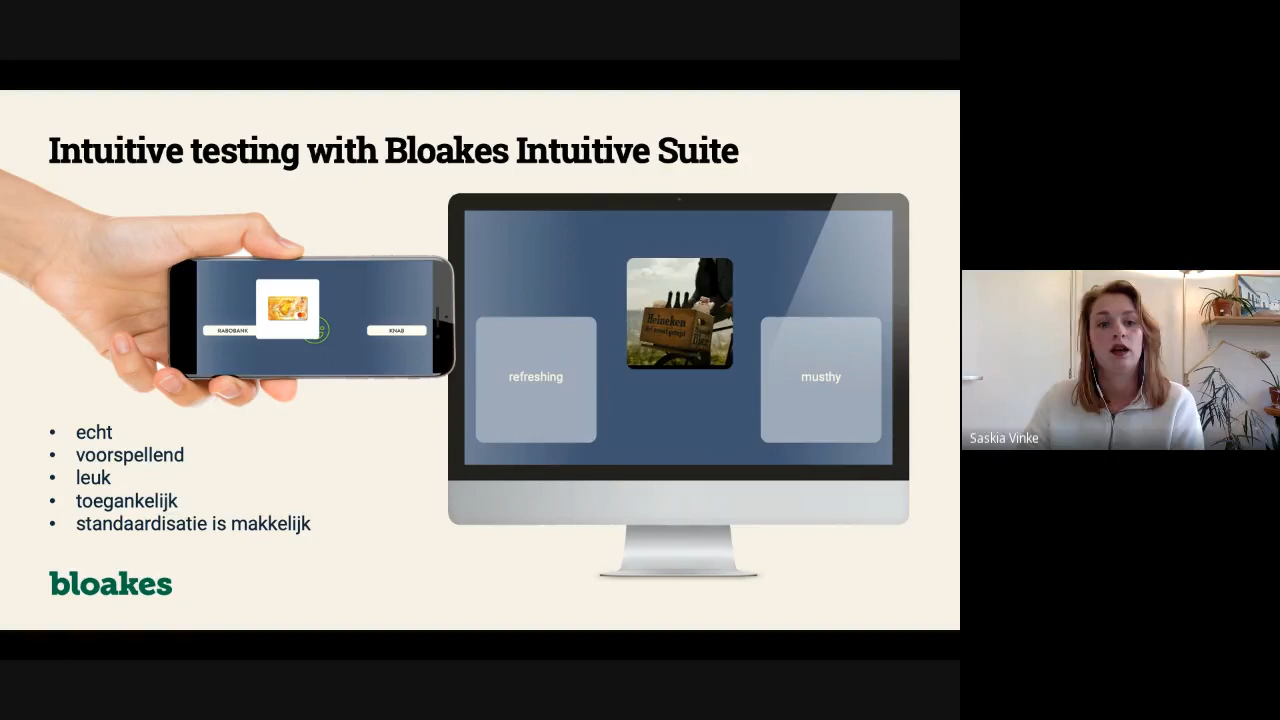 Intuitive testing with Bloakes Intuitive Suite
RABOBANK
KNAB
Heineken
refreshing
musthy
• echt
• voorspellend
• leuk
• toegankelijk
• standaardisatie is makkelijk
bloakes
Saskia Vinke